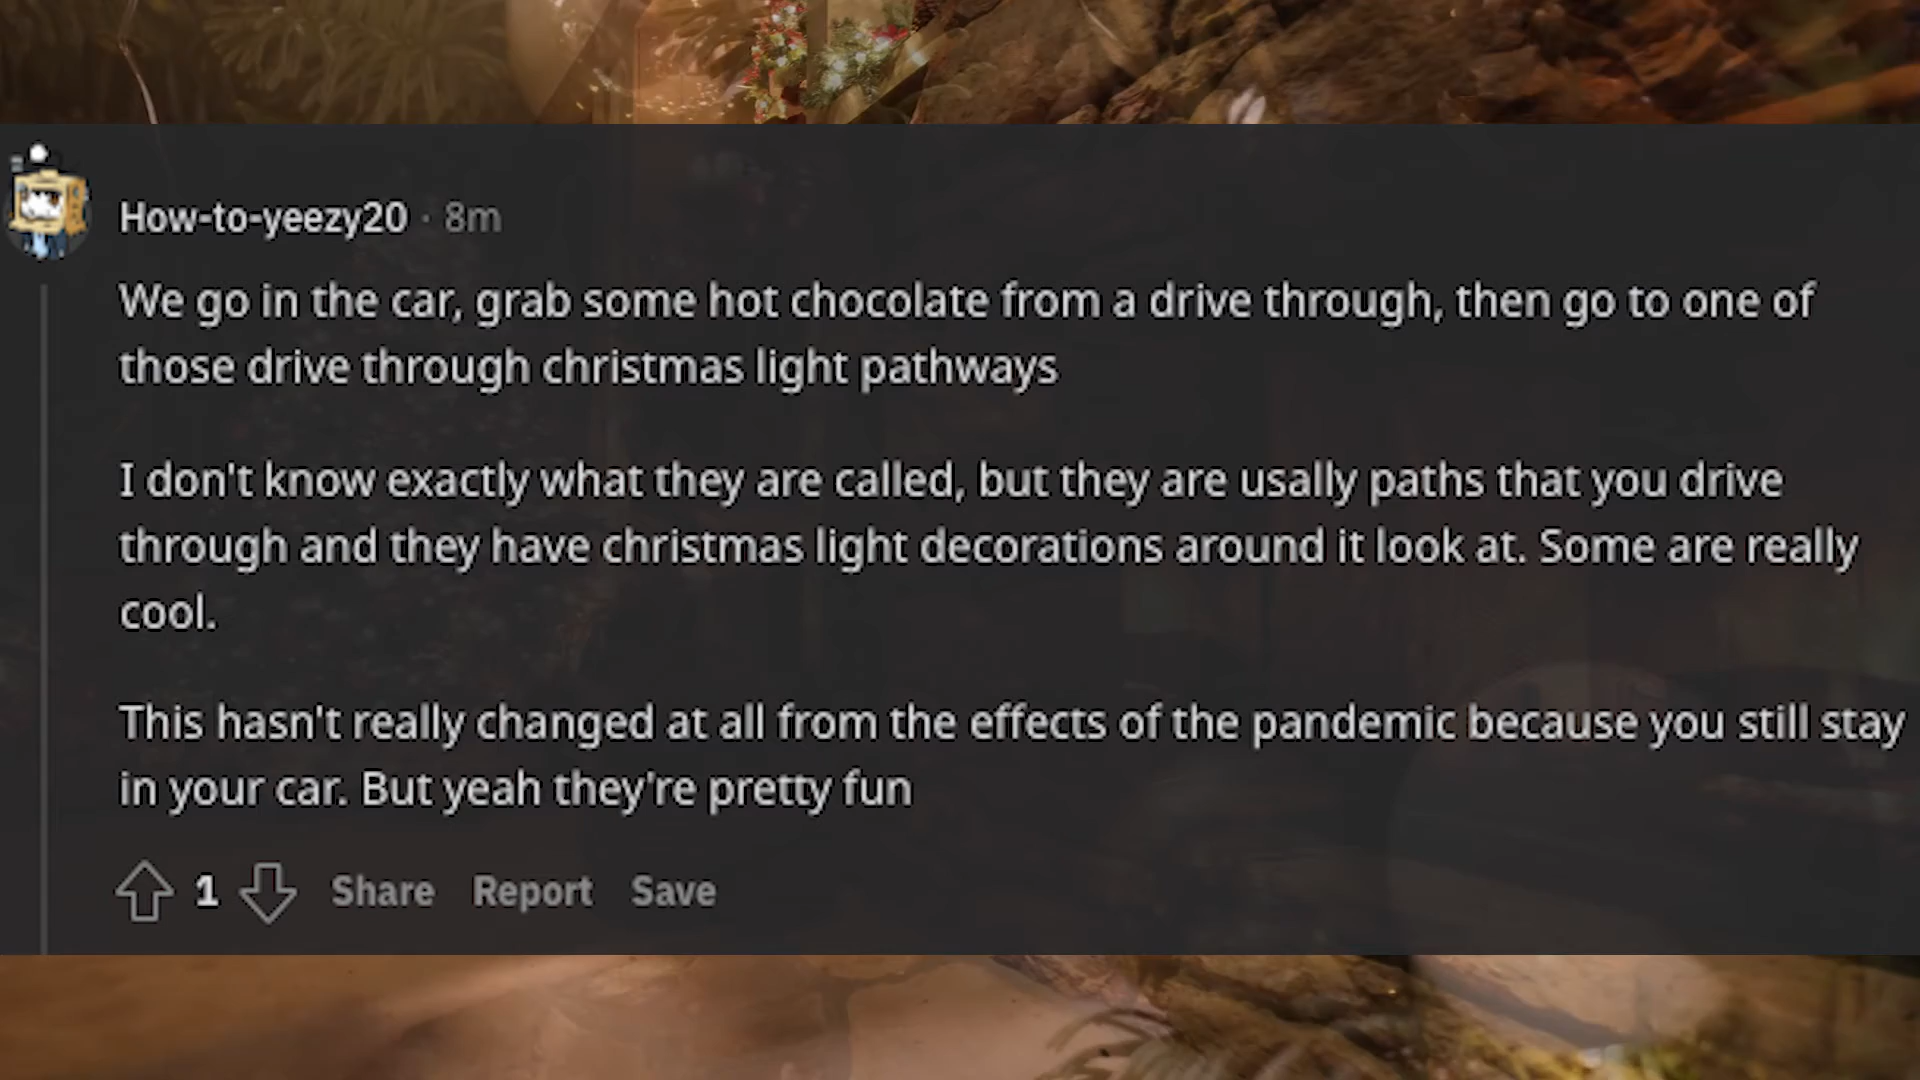 How-to-yeezy20 · 8m
We go in the car, grab some hot chocolate from a drive through, then go to one of
those drive through christmas light pathways
I don't know exactly what they are called, but they are usally paths that you drive
through and they have christmas light decorations around it look at. Some are really
cool.
This hasn't really changed at all from the effects of the pandemic because you still stay
in your car. But yeah they're pretty fun
1 Share Report Save